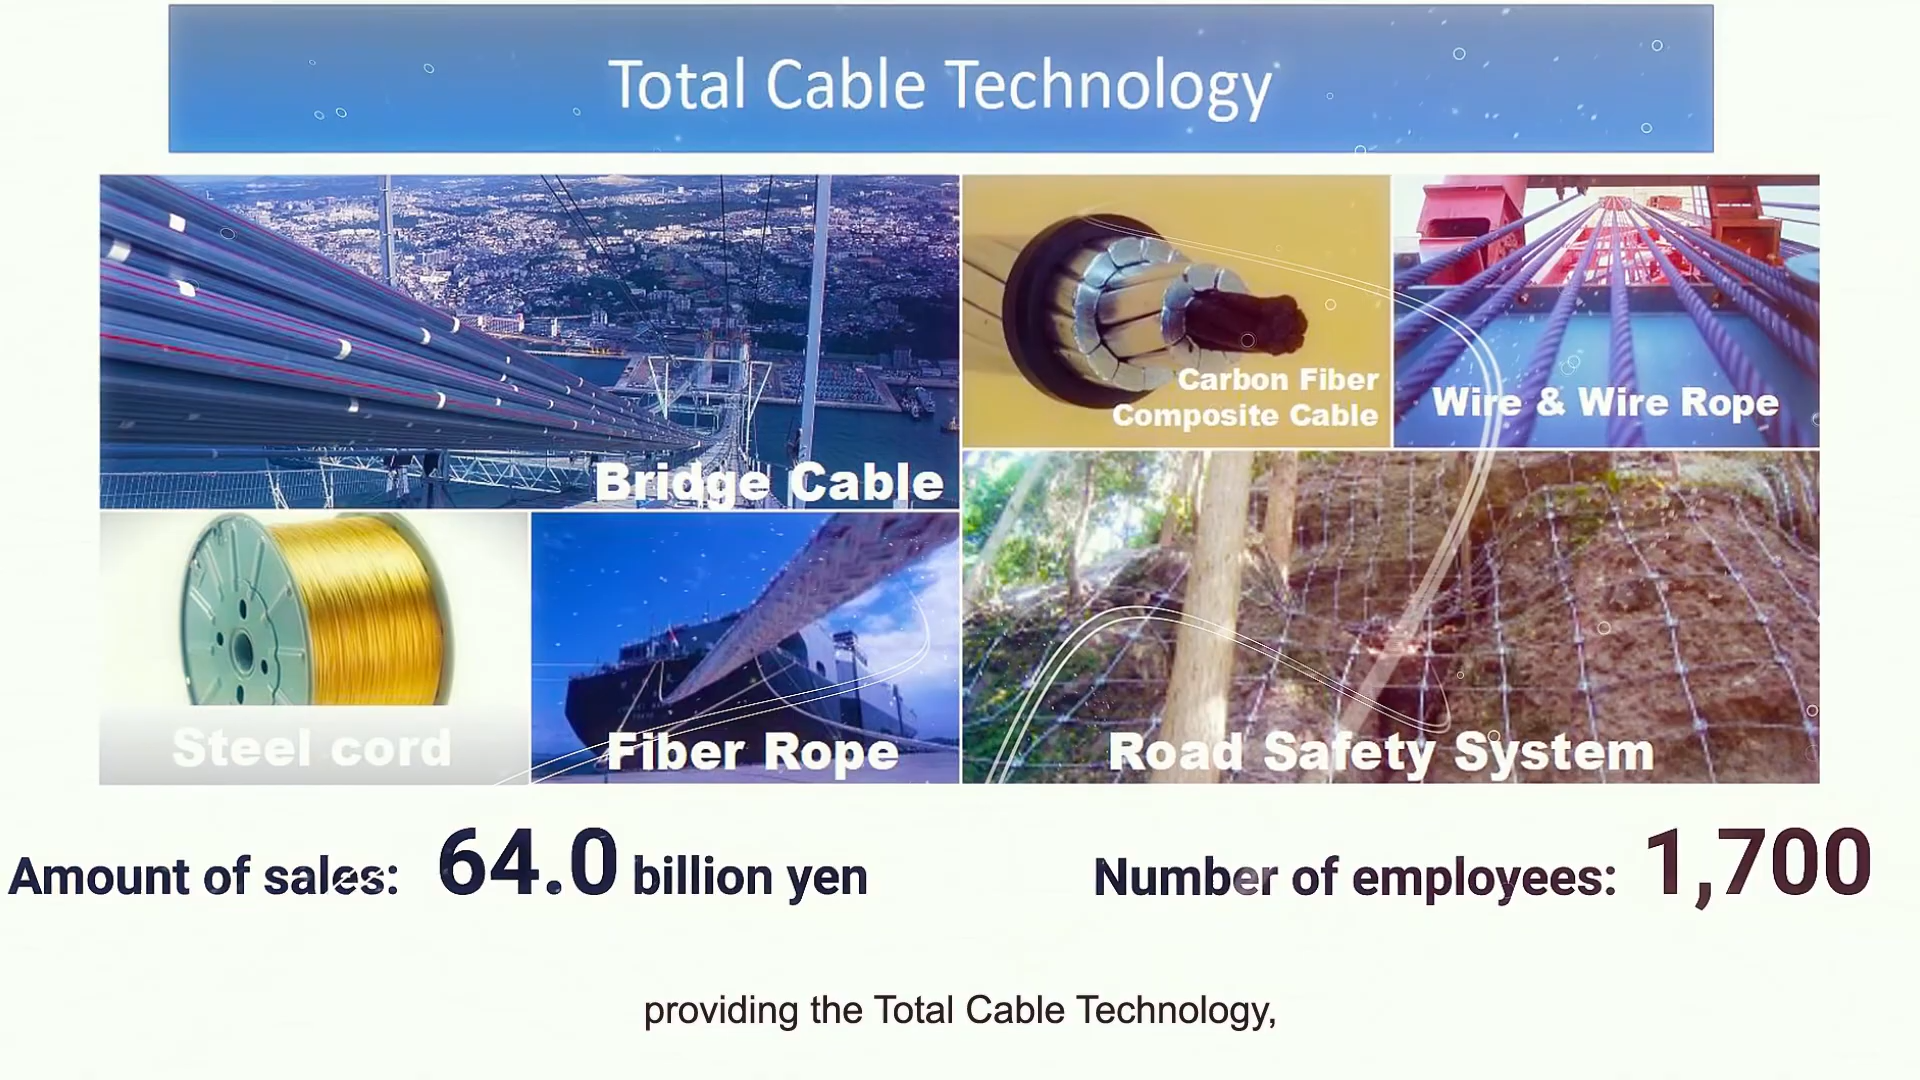 Total Cable Technology
Bridge Cable
Carbon Fiber
Composite Cable
Wire & Wire Rope
Steel cord
Fiber Rope
Road Safety System
Amount of sales: 64.0 billion yen
Number of employees: 1,700
providing the Total Cable Technology,